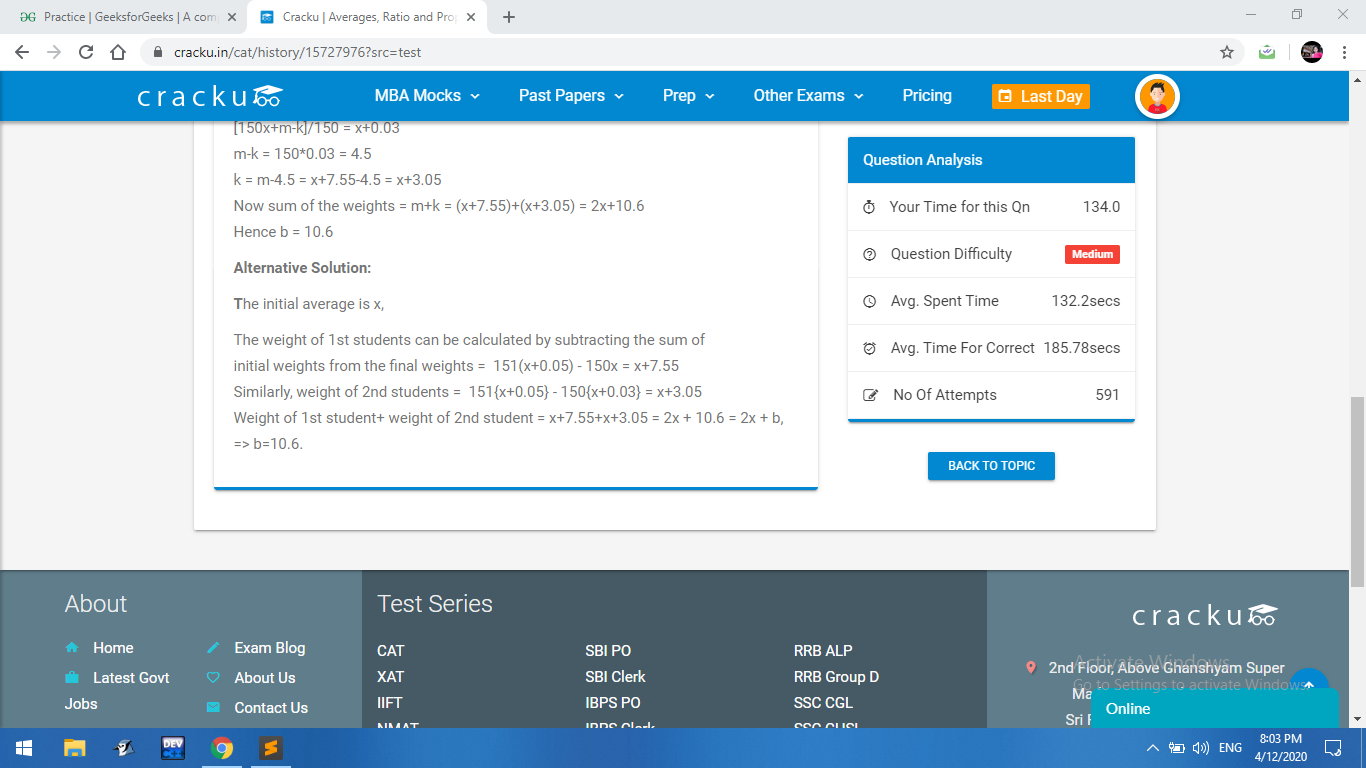 Practice | GeeksforGeeks | A com
Cracku | Averages, Ratio and Prop
cracku.in/cat/history/15727976?src=test
cracku
MBA Mocks
Past Papers
Prep
Other Exams
Pricing
Last Day
[150x+m-k]/150 = x+0.03
m-k = 150*0.03 = 4.5
k = m-4.5 = x+7.55-4.5 = x+3.05
Now sum of the weights = m+k = (x+7.55)+(x+3.05) = 2x+10.6
Hence b = 10.6
Alternative Solution:
The initial average is x,
The weight of 1st students can be calculated by subtracting the sum of
initial weights from the final weights = 151(x+0.05) - 150x = x+7.55
Similarly, weight of 2nd students = 151{x+0.05} - 150{x+0.03} = x+3.05
Weight of 1st student+ weight of 2nd student = x+7.55+x+3.05 = 2x + 10.6 = 2x + b,
=> b=10.6.
Question Analysis
Your Time for this Qn 134.0
Question Difficulty Medium
Avg. Spent Time 132.2secs
Avg. Time For Correct 185.78secs
No Of Attempts 591
BACK TO TOPIC
About
Home
Latest Govt
Jobs
Exam Blog
About Us
Contact Us
Test Series
CAT
XAT
IIFT
NMAT
SBI PO
SBI Clerk
IBPS PO
IBPS Clerk
RRB ALP
RRB Group D
SSC CGL
SSC CHSL
cracku
2nd Floor, Above Ghanshyam Super
Ma
Sri
Activate Windows
Go to Settings to activate Windows.
Online
DEV
ENG
8:03 PM
4/12/2020